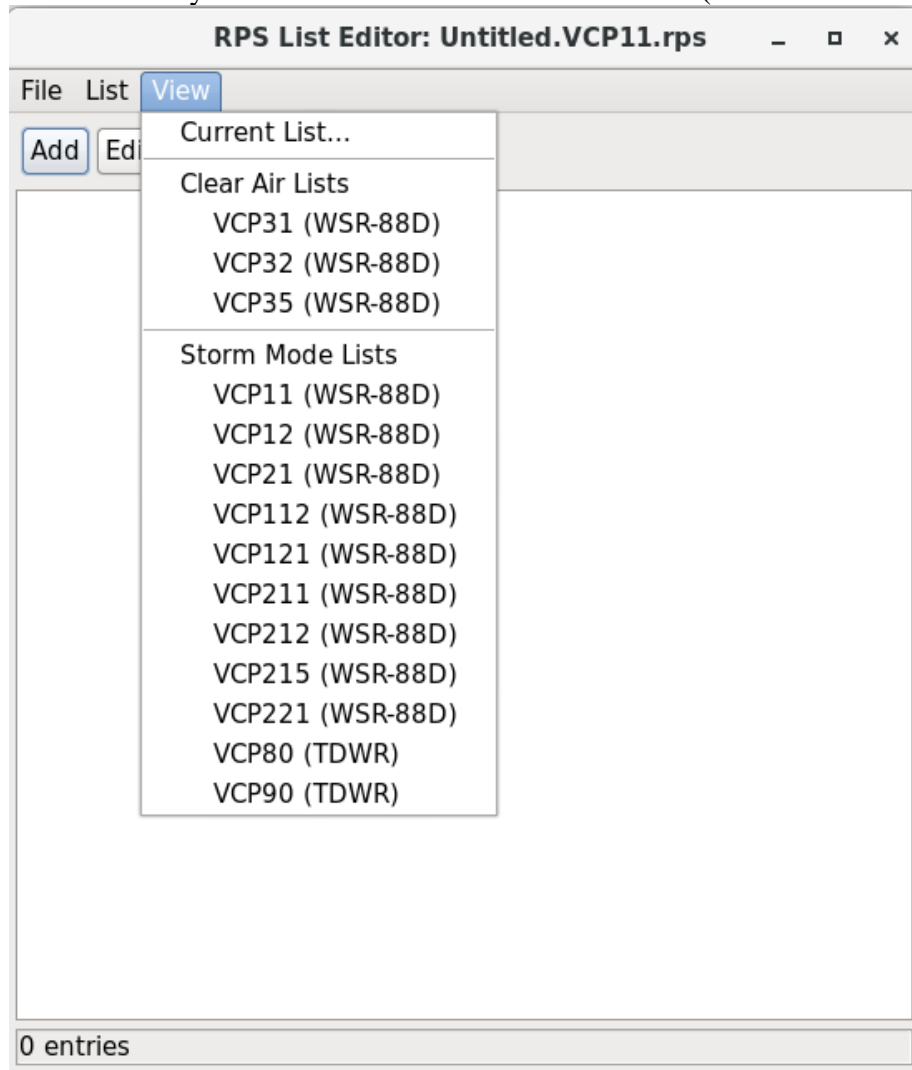 RPS List Editor: Untitled.VCP11.rps
File List View
Add Edi
Current List...
Clear Air Lists
VCP31 (WSR-88D)
VCP32 (WSR-88D)
VCP35 (WSR-88D)
Storm Mode Lists
VCP11 (WSR-88D)
VCP12 (WSR-88D)
VCP21 (WSR-88D)
VCP112 (WSR-88D)
VCP121 (WSR-88D)
VCP211 (WSR-88D)
VCP212 (WSR-88D)
VCP215 (WSR-88D)
VCP221 (WSR-88D)
VCP80 (TDWR)
VCP90 (TDWR)
0 entries